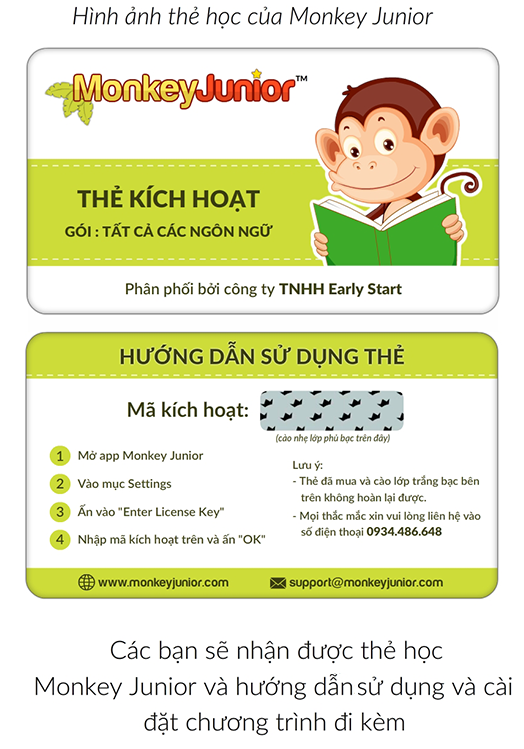 Hình ảnh thẻ học của Monkey Junior
MonkeyJunior™
THẺ KÍCH HOẠT
GÓI : TẤT CẢ CÁC NGÔN NGỮ
Phân phối bởi công ty TNHH Early Start
HƯỚNG DẪN SỬ DỤNG THẺ
Mã kích hoạt:
(cào nhẹ lớp phủ bạc trên đây)
1 Mở app Monkey Junior
2 Vào mục Settings
3 Ấn vào "Enter License Key"
4 Nhập mã kích hoạt trên và ấn "OK"
Lưu ý:
- Thẻ đã mua và cào lớp trắng bạc bên
trên không hoàn lại được.
- Mọi thắc mắc xin vui lòng liên hệ vào
số điện thoại 0934.486.648
www.monkeyjunior.com
support@monkeyjunior.com
Các bạn sẽ nhận được thẻ học
Monkey Junior và hướng dẫn sử dụng và cài
đặt chương trình đi kèm